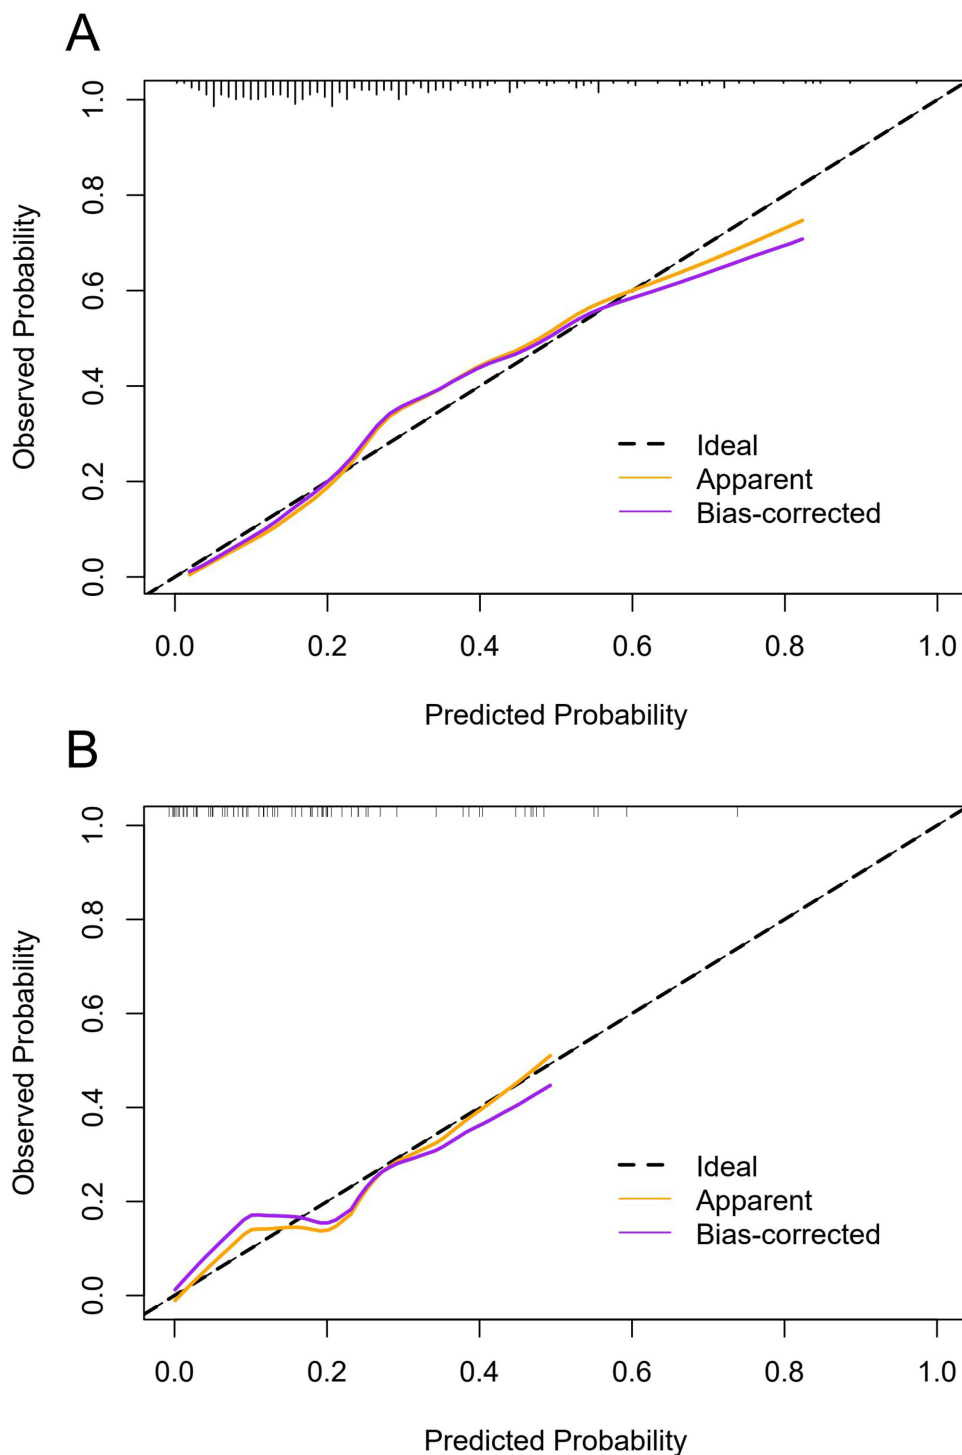 A
1.0
0.8
0.6
0.4
0.2
0.0
Observed Probability
Ideal
Apparent
Bias-corrected
0.0 0.2 0.4 0.6 0.8 1.0
Predicted Probability
B
1.0
0.8
0.6
0.4
0.2
0.0
Observed Probability
Ideal
Apparent
Bias-corrected
0.0 0.2 0.4 0.6 0.8 1.0
Predicted Probability